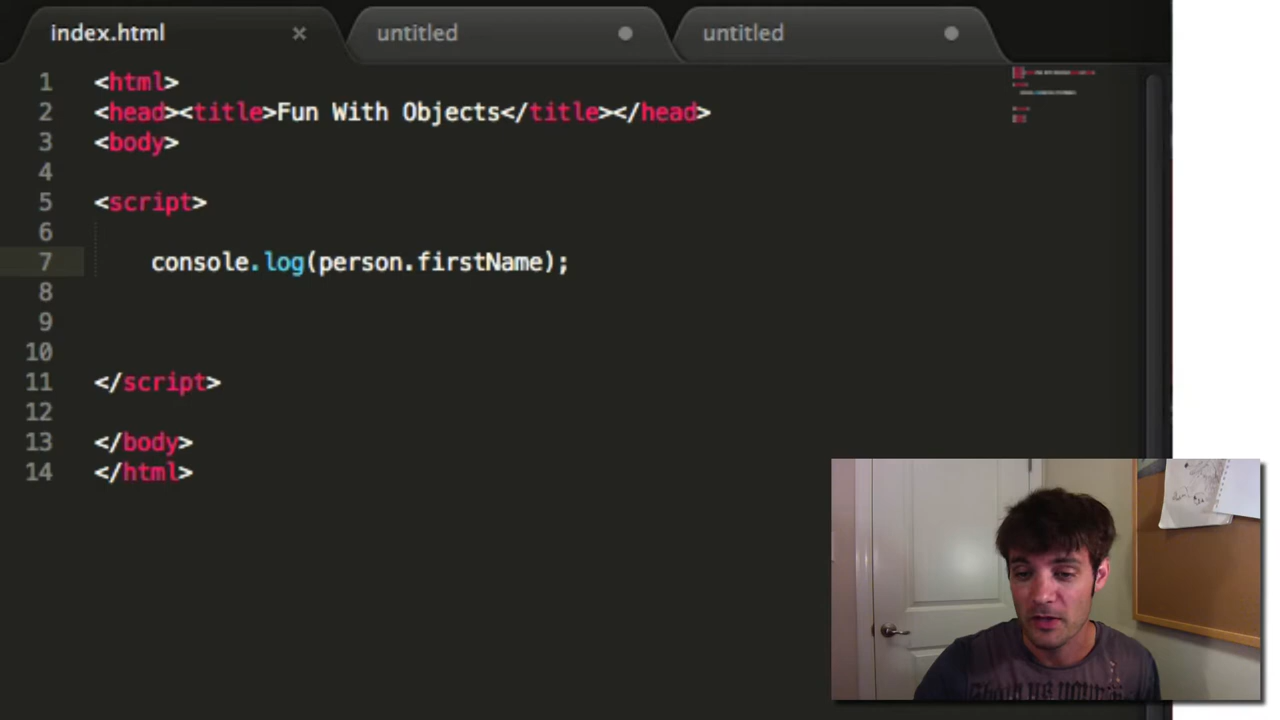 index.html × untitled untitled
1 <html>
2 <head><title>Fun With Objects</title></head>
3 <body>
4
5 <script>
6
7 console.log(person.firstName);
8
9
10
11 </script>
12
13 </body>
14 </html>